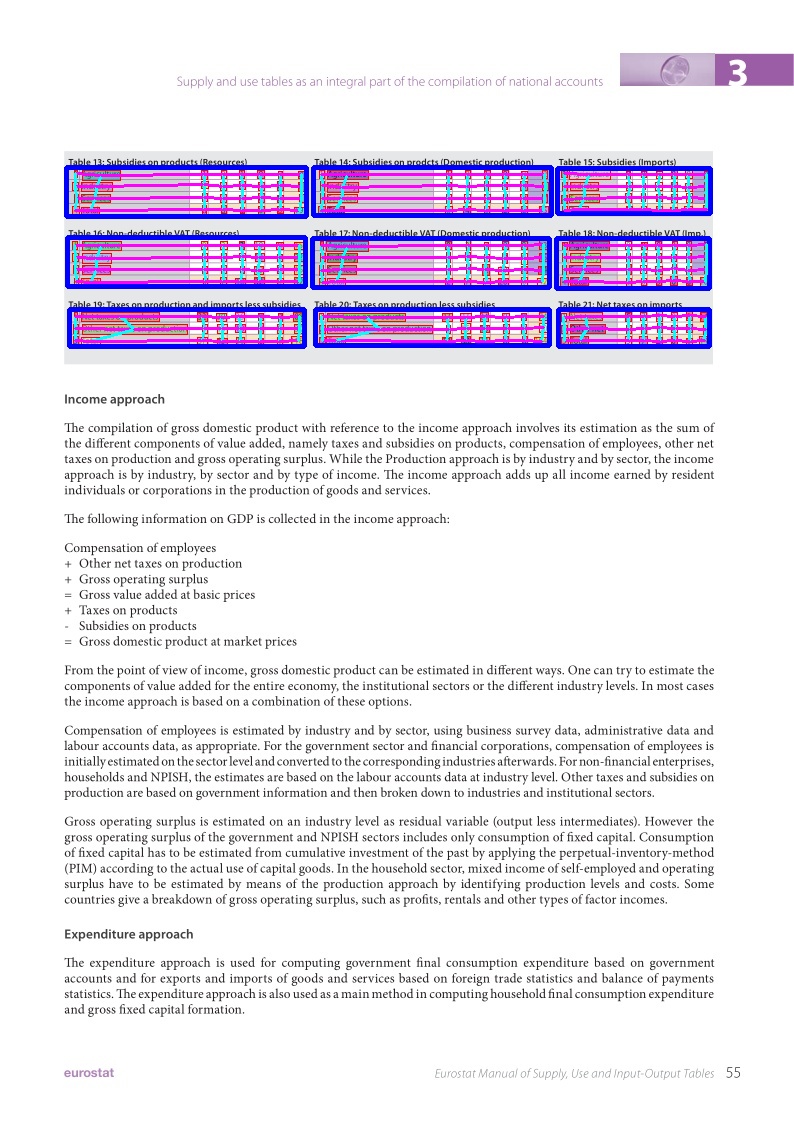 Supply and use tables as an integral part of the compilation of national accounts
3
Table 13: Subsidies on products (Resources)
Table 14: Subsidies on prodcts (Domestic production)
Table 15: Subsidies (Imports)
Table 16: Non-deductible VAT (Resources)
Table 17: Non-deductible VAT (Domestic production)
Table 18: Non-deductible VAT (Imp.)
Table 19: Taxes on production and imports less subsidies
Table 20: Taxes on production less subsidies
Table 21: Net taxes on imports
Income approach
The compilation of gross domestic product with reference to the income approach involves its estimation as the sum of
the different components of value added, namely taxes and subsidies on products, compensation of employees, other net
taxes on production and gross operating surplus. While the Production approach is by industry and by sector, the income
approach is by industry, by sector and by type of income. The income approach adds up all income earned by resident
individuals or corporations in the production of goods and services.
The following information on GDP is collected in the income approach:
Compensation of employees
+ Other net taxes on production
+ Gross operating surplus
= Gross value added at basic prices
+ Taxes on products
- Subsidies on products
= Gross domestic product at market prices
From the point of view of income, gross domestic product can be estimated in different ways. One can try to estimate the
components of value added for the entire economy, the institutional sectors or the different industry levels. In most cases
the income approach is based on a combination of these options.
Compensation of employees is estimated by industry and by sector, using business survey data, administrative data and
labour accounts data, as appropriate. For the government sector and financial corporations, compensation of employees is
initially estimated on the sector level and converted to the corresponding industries afterwards. For non-financial enterprises,
households and NPISH, the estimates are based on the labour accounts data at industry level. Other taxes and subsidies on
production are based on government information and then broken down to industries and institutional sectors.
Gross operating surplus is estimated on an industry level as residual variable (output less intermediates). However the
gross operating surplus of the government and NPISH sectors includes only consumption of fixed capital. Consumption
of fixed capital has to be estimated from cumulative investment of the past by applying the perpetual-inventory-method
(PIM) according to the actual use of capital goods. In the household sector, mixed income of self-employed and operating
surplus have to be estimated by means of the production approach by identifying production levels and costs. Some
countries give a breakdown of gross operating surplus, such as profits, rentals and other types of factor incomes.
Expenditure approach
The expenditure approach is used for computing government final consumption expenditure based on government
accounts and for exports and imports of goods and services based on foreign trade statistics and balance of payments
statistics. The expenditure approach is also used as a main method in computing household final consumption expenditure
and gross fixed capital formation.
eurostat
Eurostat Manual of Supply, Use and Input-Output Tables 55